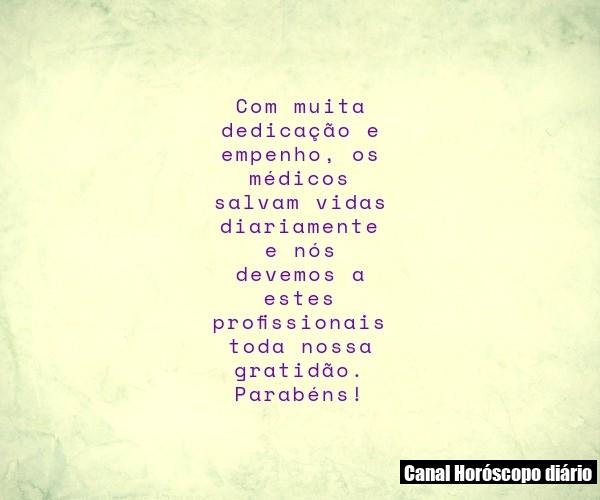 Com muita
dedicação e
empenho, os
médicos
salvam vidas
diariamente
e nós
devemos a
estes
profissionais
toda nossa
gratidão.
Parabéns!
Canal Horóscopo diário